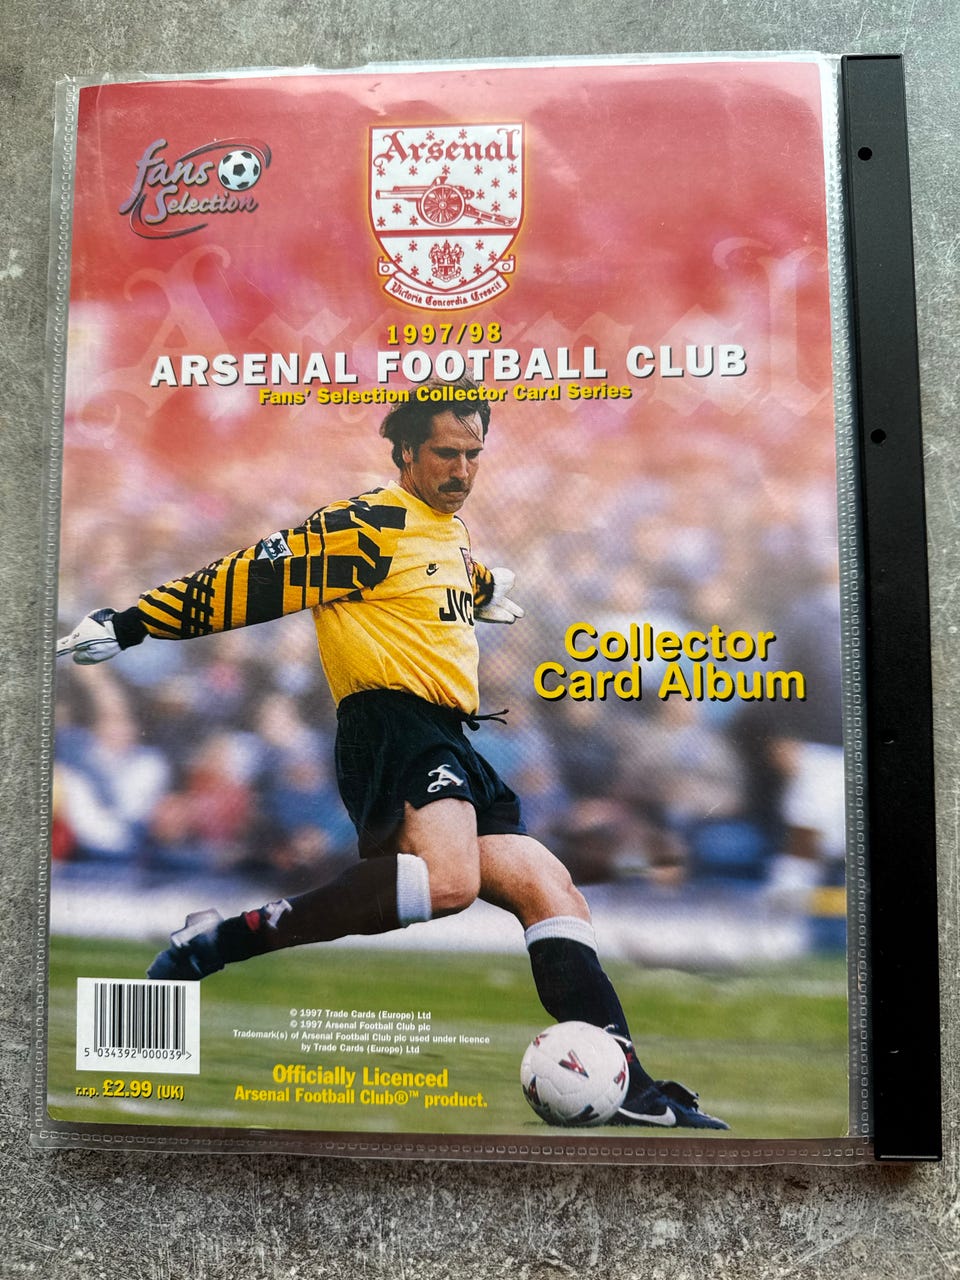 fans
Selection
Arsenal
Victoria Concordia Crescit
Arsenal
1997/98
ARSENAL FOOTBALL CLUB
Fans' Selection Collector Card Series
JVC
Collector
Card Album
A
© 1997 Trade Cards (Europe) Ltd
© 1997 Arsenal Football Club plc
Trademark(s) of Arsenal Football Club plc used under licence
by Trade Cards (Europe) Ltd
5 034392 000039 >
r.r.p. £2.99 (UK)
Officially Licenced
Arsenal Football Club®™ product.